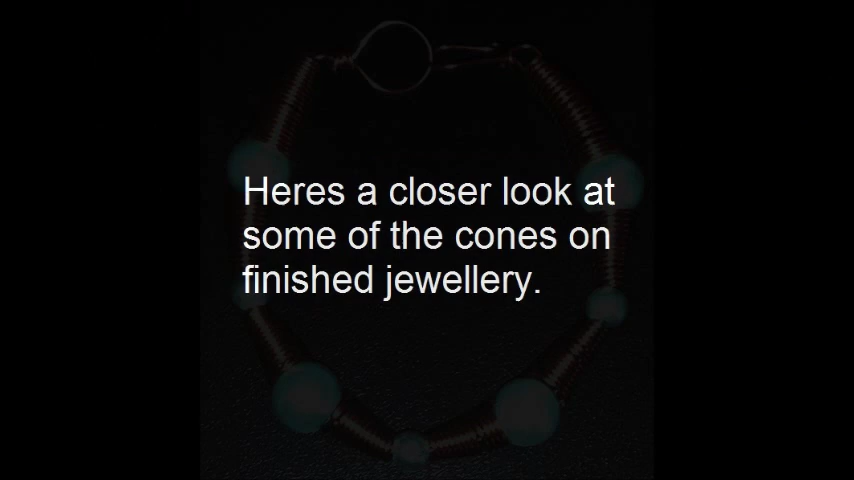 Heres a closer look at
some of the cones on
finished jewellery.